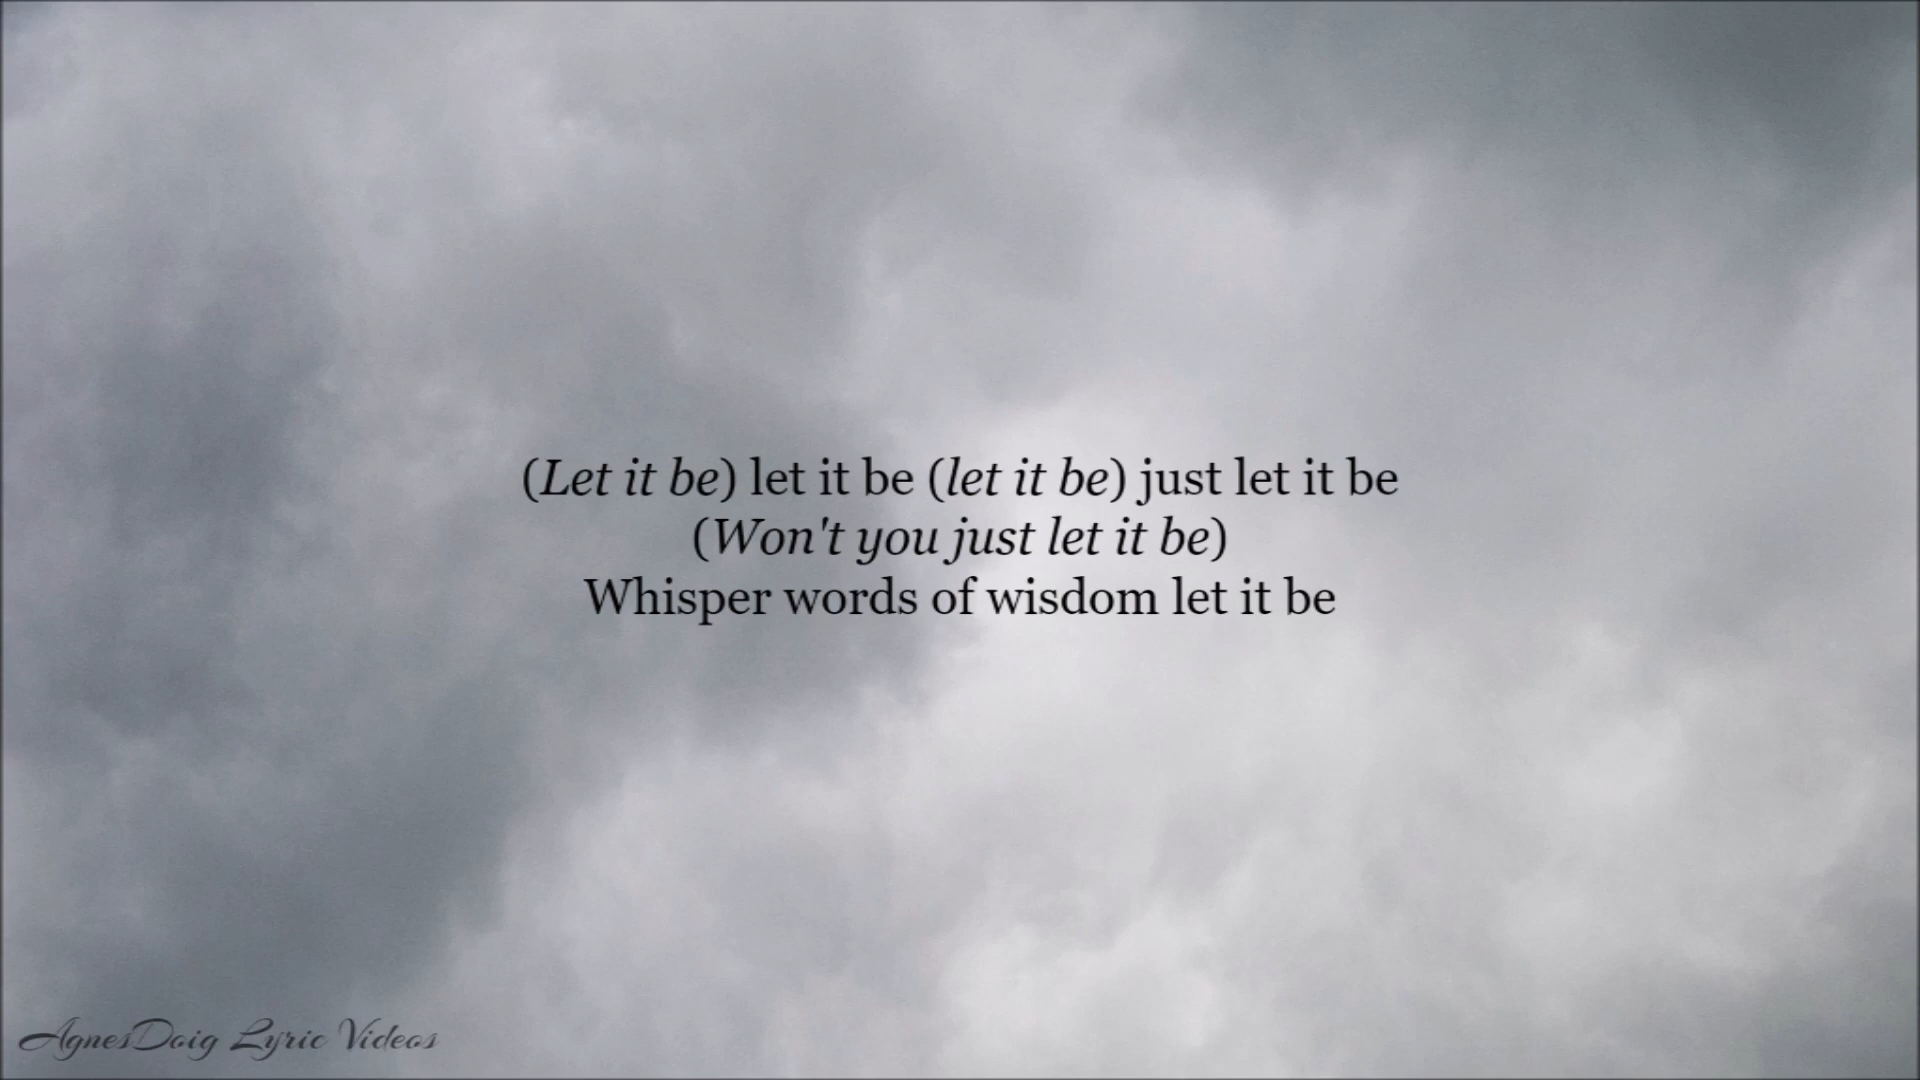 (Let it be) let it be (let it be) just let it be
(Won't you just let it be)
Whisper words of wisdom let it be
AgnesDoig Lyric Videos